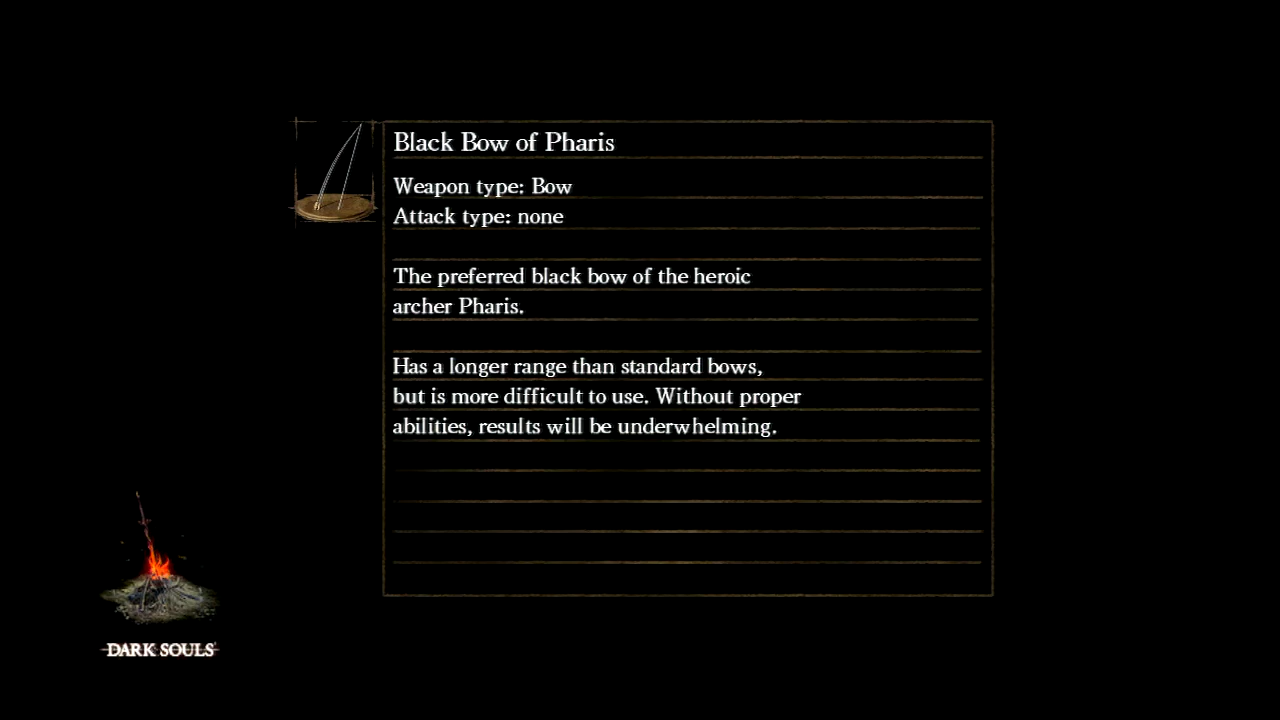 Black Bow of Pharis
Weapon type: Bow
Attack type: none
The preferred black bow of the heroic
archer Pharis.
Has a longer range than standard bows,
but is more difficult to use. Without proper
abilities, results will be underwhelming.
DARK SOULS